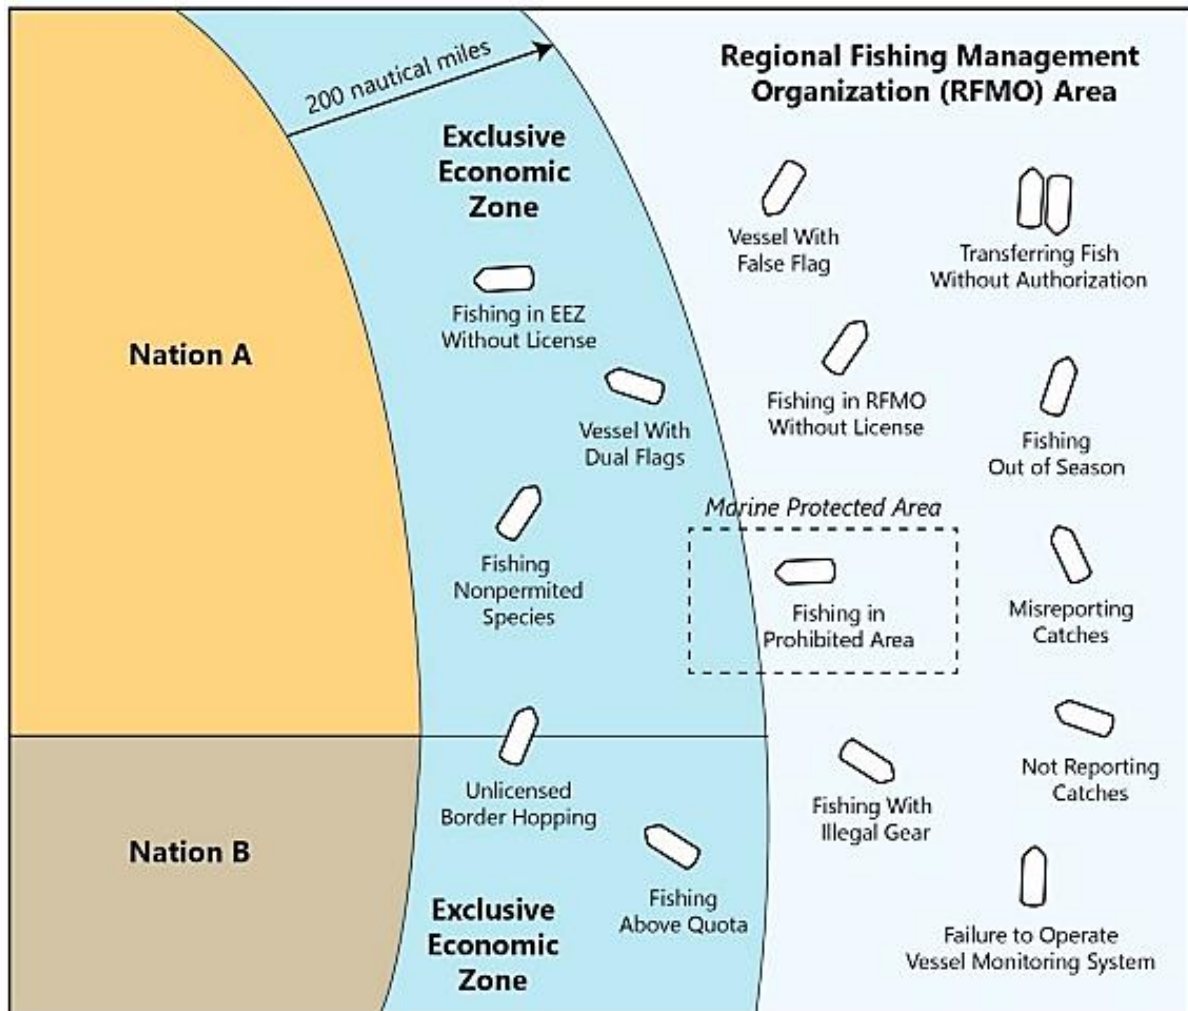 200 nautical miles
Regional Fishing Management
Organization (RFMO) Area
Exclusive
Economic
Zone
Vessel With
False Flag
Transferring Fish
Without Authorization
Fishing in EEZ
Without License
Nation A
Vessel With
Dual Flags
Fishing in RFMO
Without License
Fishing
Out of Season
Marine Protected Area
Fishing
Nonpermited
Species
Fishing in
Prohibited Area
Misreporting
Catches
Unlicensed
Border Hopping
Fishing With
Illegal Gear
Not Reporting
Catches
Nation B
Fishing
Above Quota
Exclusive
Economic
Zone
Failure to Operate
Vessel Monitoring System